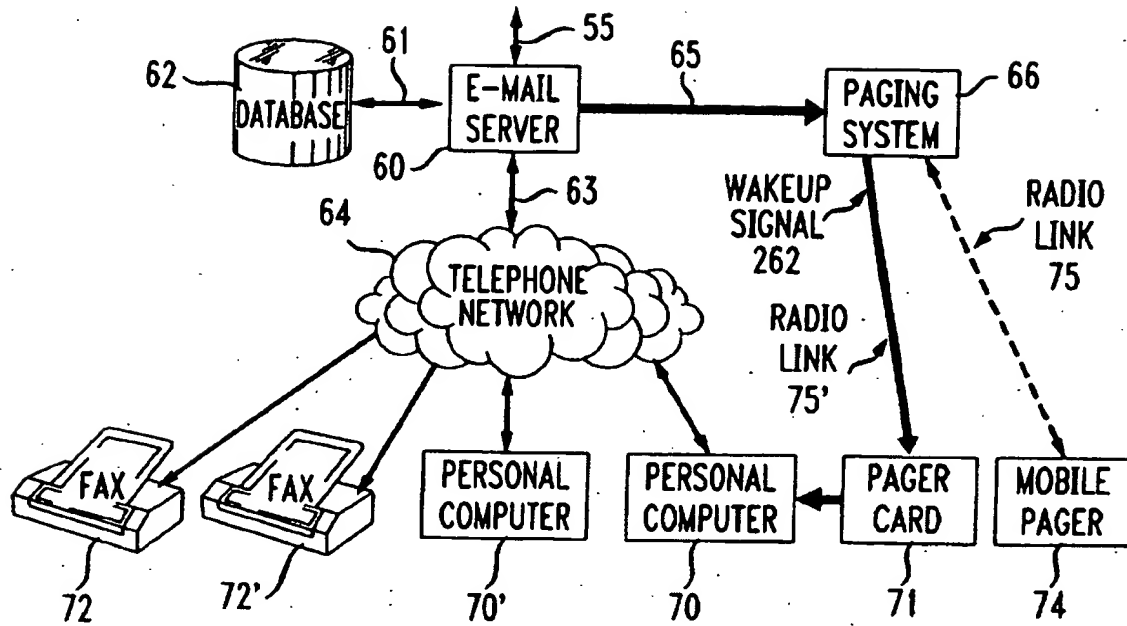 55
61
65
62
66
DATABASE
E-MAIL
SERVER
PAGING
SYSTEM
60
63
WAKEUP
SIGNAL
262
RADIO
LINK
75
64
TELEPHONE
NETWORK
RADIO
LINK
75'
FAX
FAX
PERSONAL
COMPUTER
PERSONAL
COMPUTER
PAGER
CARD
MOBILE
PAGER
72
72'
70'
70
71
74